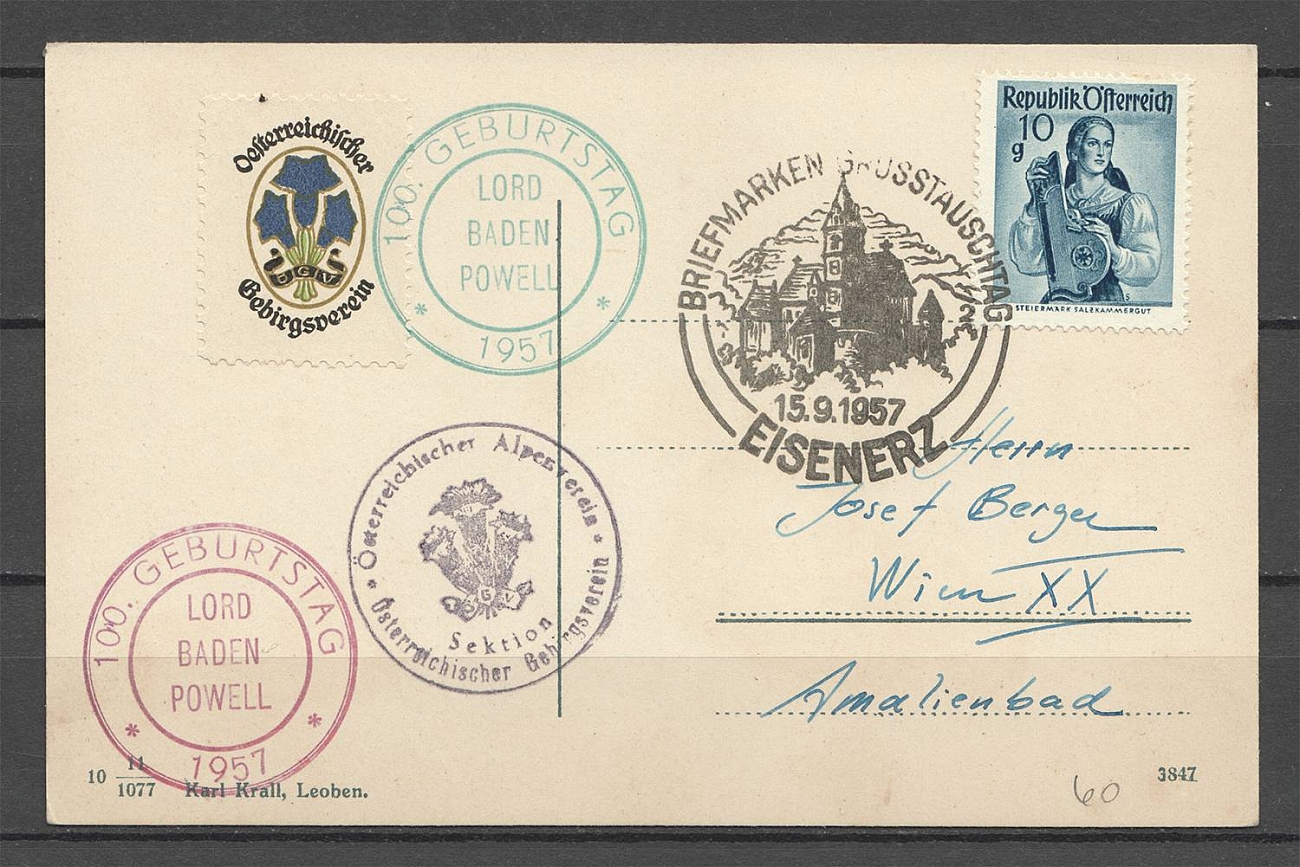 Oesterreichischer
Ö G V
Gebirgsverein
100. GEBURTSTAG
LORD
BADEN
POWELL
* 1957 *
Republik Österreich
10
g
STEIERMARK SALZKAMMERGUT
BRIEFMARKEN GROSSTAUSCHTAG
15.9.1957
EISENERZ
Herrn
Josef Berger
Wien XX
Amalienbad
Österreichischer Alpenverein
Ö G V
Sektion
Österreichischer Gebirgsverein
100. GEBURTSTAG
LORD
BADEN
POWELL
* 1957 *
10 11/1077 Karl Krall, Leoben.
3847
60